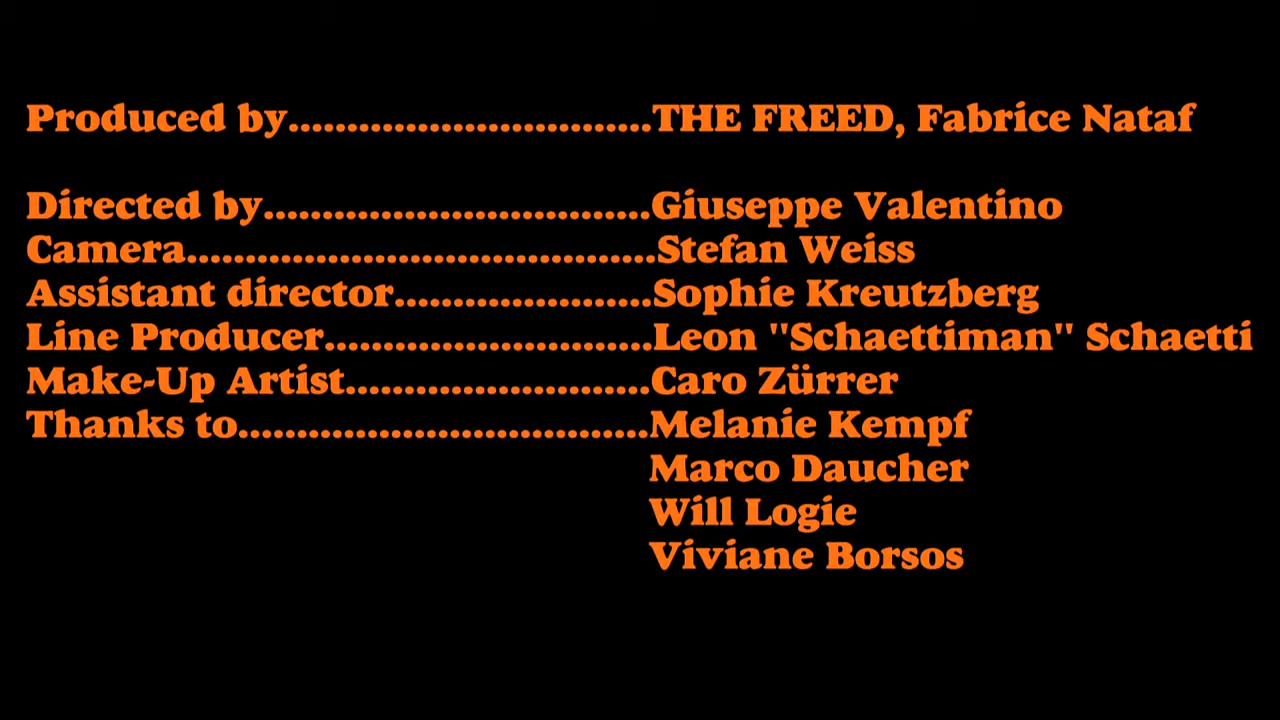 Produced by...............................THE FREED, Fabrice Nataf
Directed by.................................Giuseppe Valentino
Camera........................................Stefan Weiss
Assistant director......................Sophie Kreutzberg
Line Producer............................Leon "Schaettiman" Schaetti
Make-Up Artist..........................Caro Zürrer
Thanks to...................................Melanie Kempf
Marco Daucher
Will Logie
Viviane Borsos